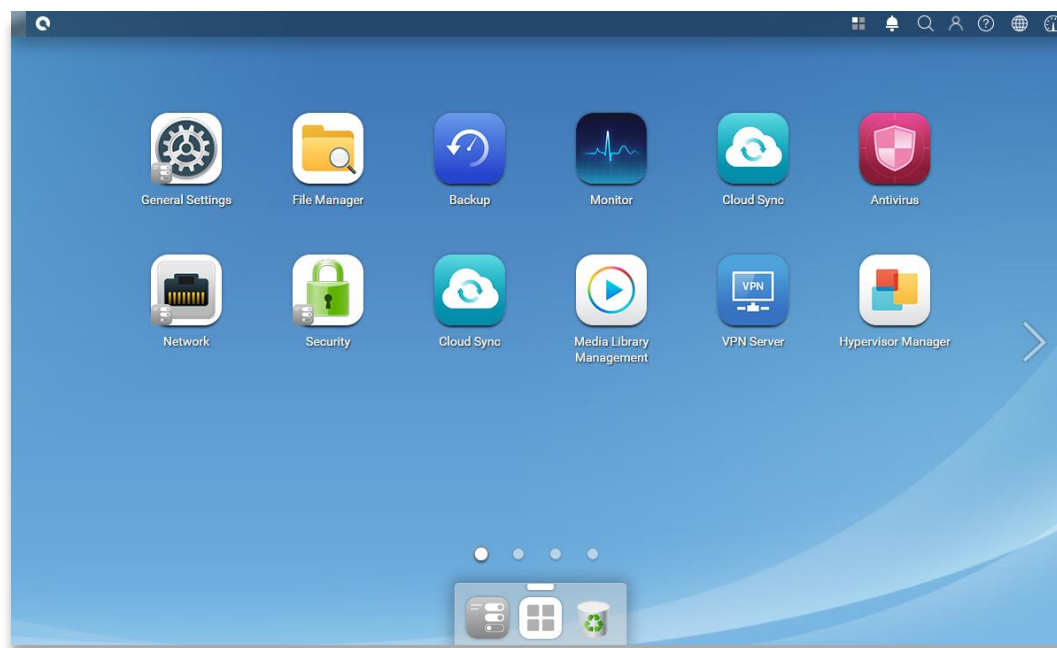 General Settings
File Manager
Backup
Monitor
Cloud Sync
Antivirus
Network
Security
Cloud Sync
Media Library
Management
VPN
VPN Server
Hypervisor Manager